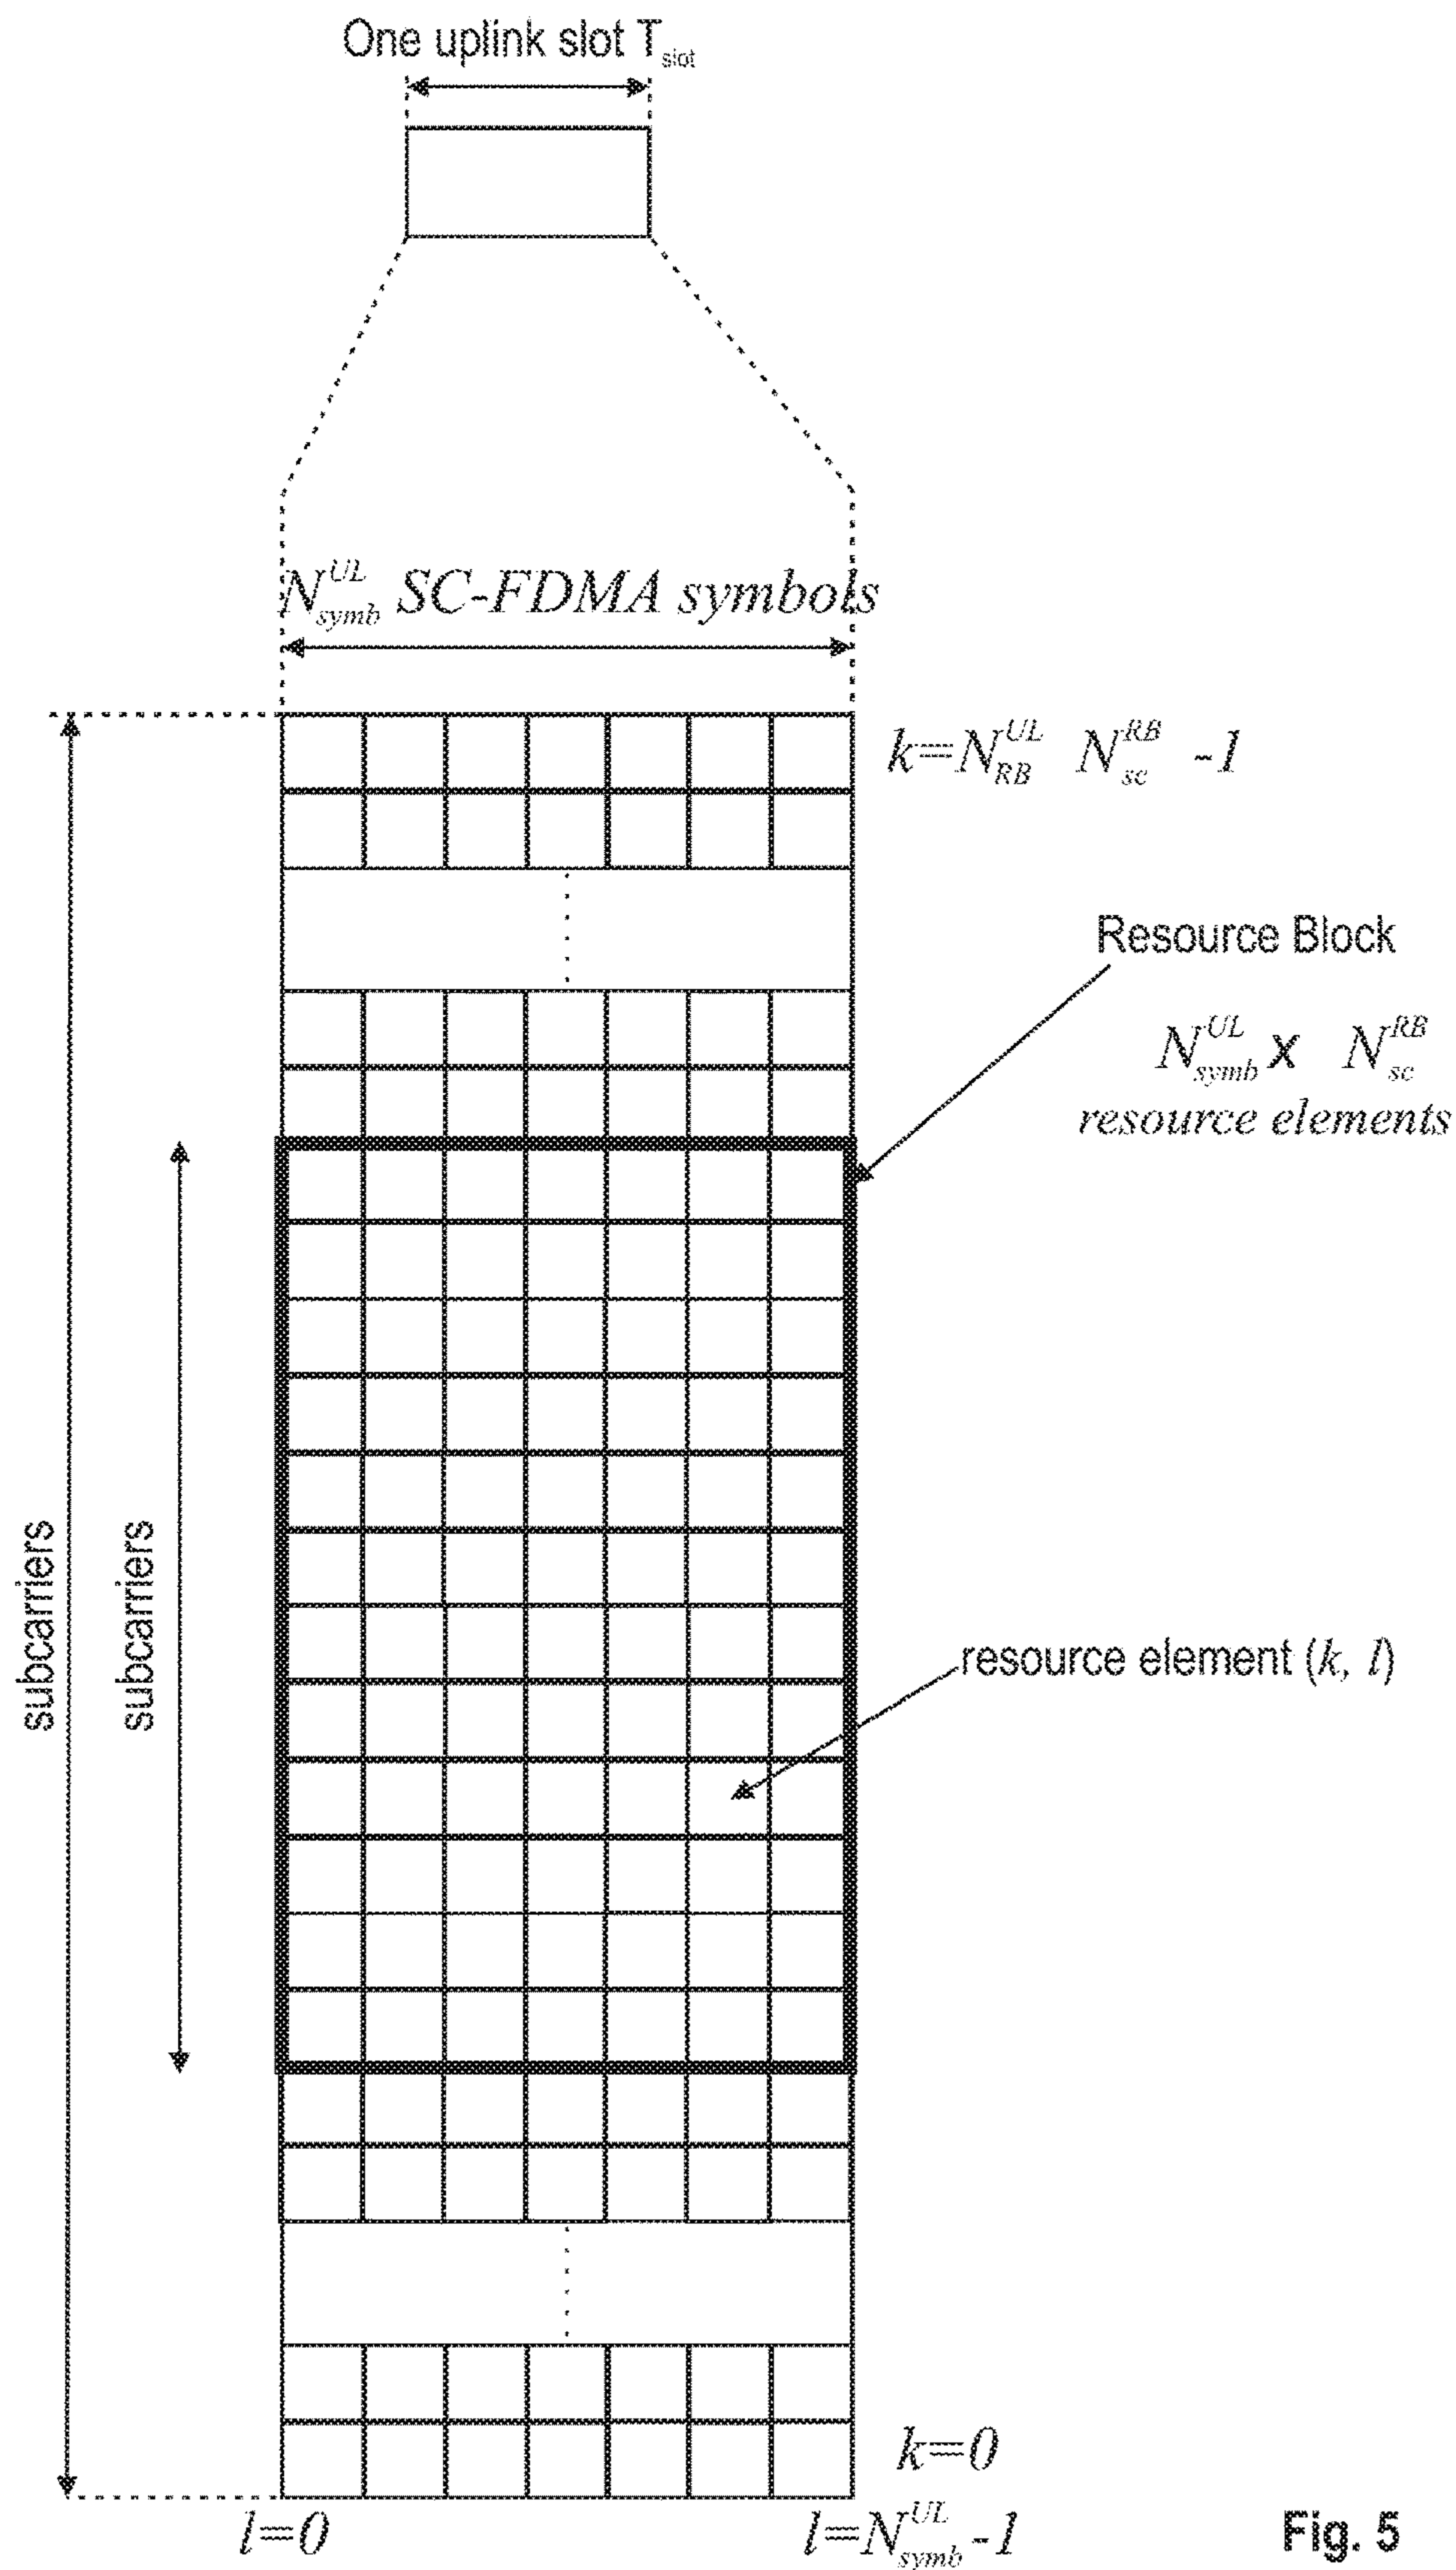 One uplink slot T_slot
N_symb^UL SC-FDMA symbols
k=N_RB^UL N_sc^RB -1
Resource Block
N_symb^UL x N_sc^RB
resource elements
subcarriers
subcarriers
resource element (k, l)
k=0
l=0
l=N_symb^UL-1
Fig. 5